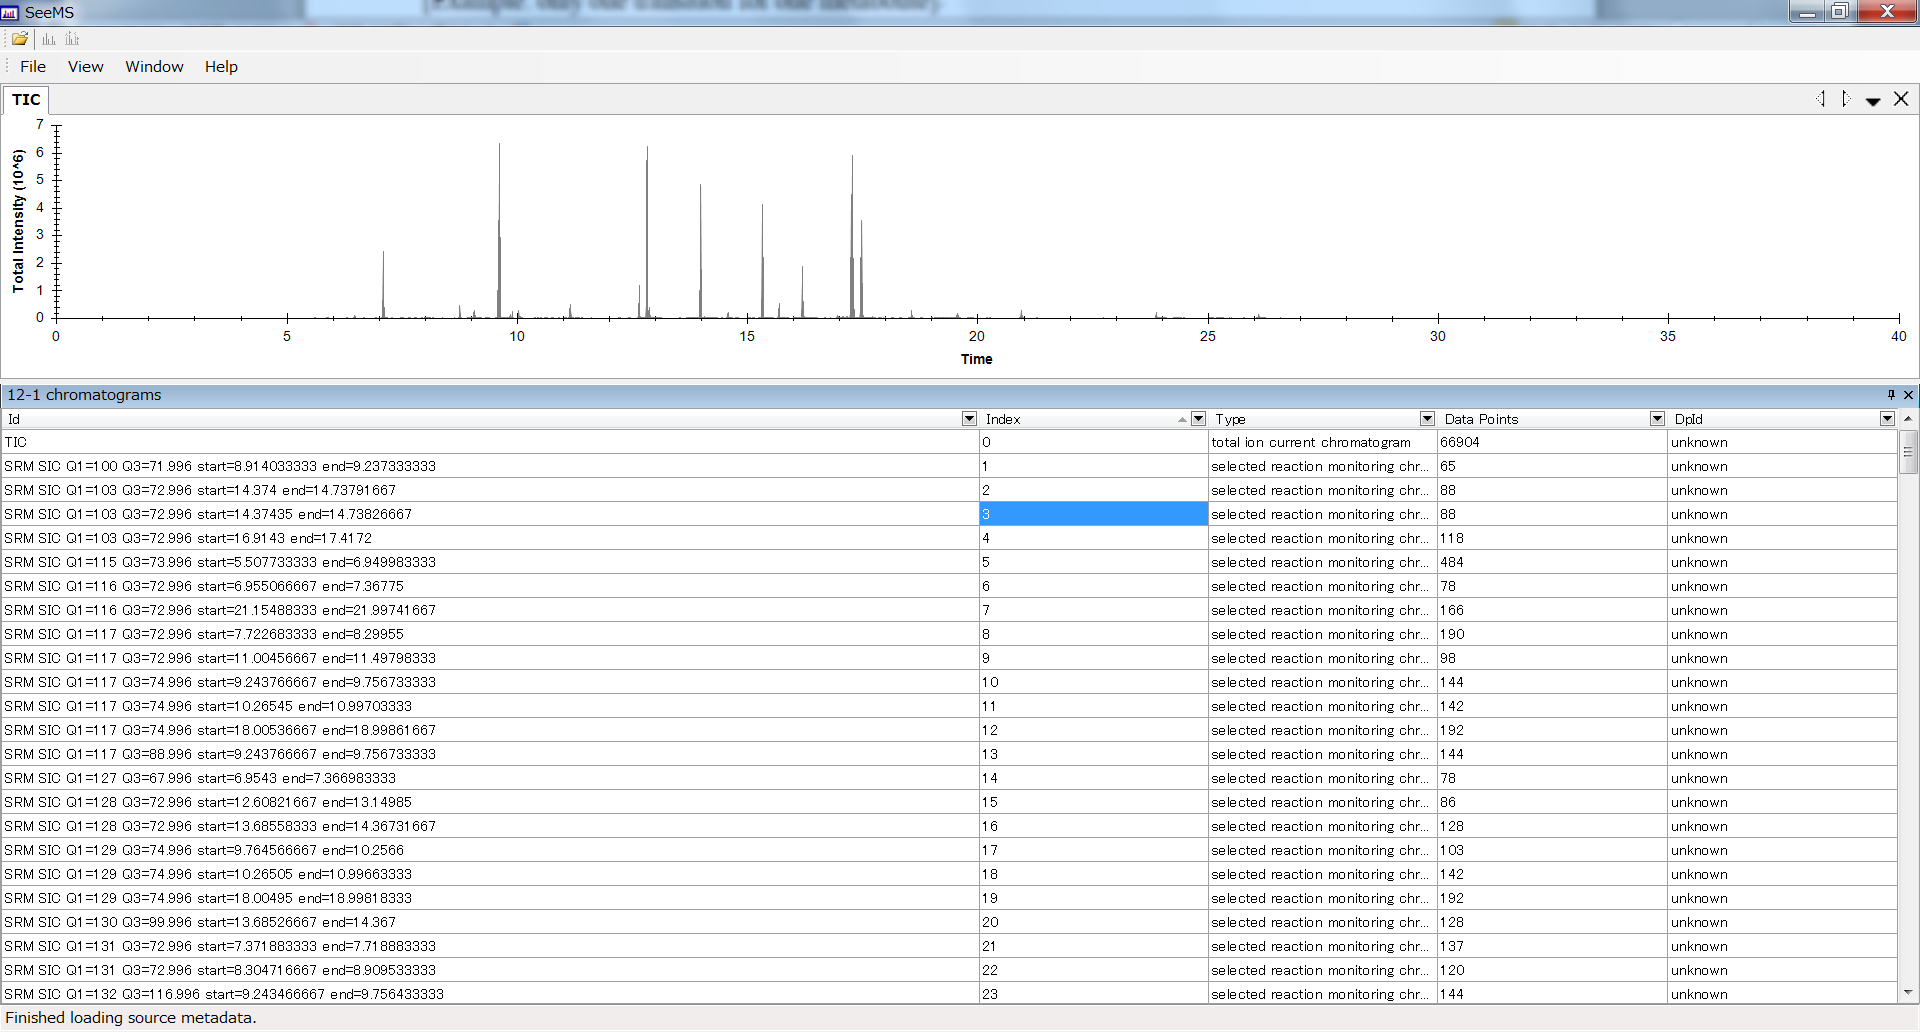 [Example: only one transition for one metabolite].
SeeMS
File View Window Help
TIC
7
6
5
4
3
2
1
0
Total Intensity (10^6)
0 5 10 15 20 25 30 35 40
Time
12-1 chromatograms
Id Index Type Data Points DpId
TIC 0 total ion current chromatogram 66904 unknown
SRM SIC Q1=100 Q3=71.996 start=8.914033333 end=9.237333333 1 selected reaction monitoring chr... 65 unknown
SRM SIC Q1=103 Q3=72.996 start=14.374 end=14.73791667 2 selected reaction monitoring chr... 88 unknown
SRM SIC Q1=103 Q3=72.996 start=14.37435 end=14.73826667 3 selected reaction monitoring chr... 88 unknown
SRM SIC Q1=103 Q3=72.996 start=16.9143 end=17.4172 4 selected reaction monitoring chr... 118 unknown
SRM SIC Q1=115 Q3=73.996 start=5.507733333 end=6.949983333 5 selected reaction monitoring chr... 484 unknown
SRM SIC Q1=116 Q3=72.996 start=6.955066667 end=7.36775 6 selected reaction monitoring chr... 78 unknown
SRM SIC Q1=116 Q3=72.996 start=21.15488333 end=21.99741667 7 selected reaction monitoring chr... 166 unknown
SRM SIC Q1=117 Q3=72.996 start=7.722683333 end=8.29955 8 selected reaction monitoring chr... 190 unknown
SRM SIC Q1=117 Q3=72.996 start=11.00456667 end=11.49798333 9 selected reaction monitoring chr... 98 unknown
SRM SIC Q1=117 Q3=74.996 start=9.243766667 end=9.756733333 10 selected reaction monitoring chr... 144 unknown
SRM SIC Q1=117 Q3=74.996 start=10.26545 end=10.99703333 11 selected reaction monitoring chr... 142 unknown
SRM SIC Q1=117 Q3=74.996 start=18.00536667 end=18.99861667 12 selected reaction monitoring chr... 192 unknown
SRM SIC Q1=117 Q3=88.996 start=9.243766667 end=9.756733333 13 selected reaction monitoring chr... 144 unknown
SRM SIC Q1=127 Q3=67.996 start=6.9543 end=7.366983333 14 selected reaction monitoring chr... 78 unknown
SRM SIC Q1=128 Q3=72.996 start=12.60821667 end=13.14985 15 selected reaction monitoring chr... 86 unknown
SRM SIC Q1=128 Q3=72.996 start=13.68558333 end=14.36731667 16 selected reaction monitoring chr... 128 unknown
SRM SIC Q1=129 Q3=74.996 start=9.764566667 end=10.2566 17 selected reaction monitoring chr... 103 unknown
SRM SIC Q1=129 Q3=74.996 start=10.26505 end=10.99663333 18 selected reaction monitoring chr... 142 unknown
SRM SIC Q1=129 Q3=74.996 start=18.00495 end=18.99818333 19 selected reaction monitoring chr... 192 unknown
SRM SIC Q1=130 Q3=99.996 start=13.68526667 end=14.367 20 selected reaction monitoring chr... 128 unknown
SRM SIC Q1=131 Q3=72.996 start=7.371883333 end=7.718883333 21 selected reaction monitoring chr... 137 unknown
SRM SIC Q1=131 Q3=72.996 start=8.304716667 end=8.909533333 22 selected reaction monitoring chr... 120 unknown
SRM SIC Q1=132 Q3=116.996 start=9.243466667 end=9.756433333 23 selected reaction monitoring chr... 144 unknown
Finished loading source metadata.